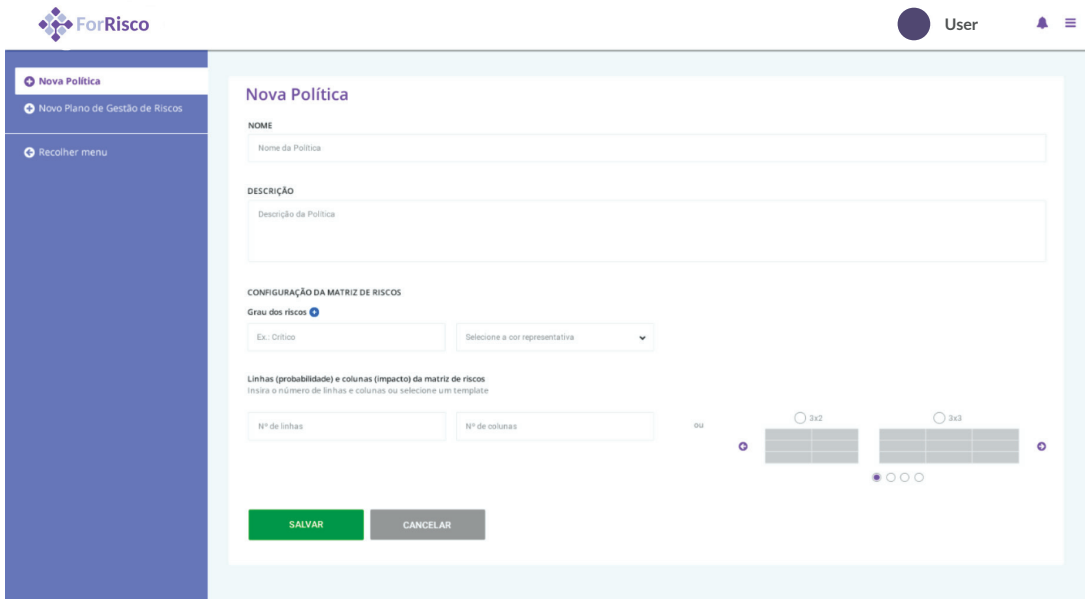 ForRisco
User
Nova Política
Novo Plano de Gestão de Riscos
Recolher menu
Nova Política
NOME
Nome da Política
DESCRIÇÃO
Descrição da Política
CONFIGURAÇÃO DA MATRIZ DE RISCOS
Grau dos riscos
Ex.: Crítico
Selecione a cor representativa
Linhas (probabilidade) e colunas (impacto) da matriz de riscos
Insira o número de linhas e colunas ou selecione um template
Nº de linhas
Nº de colunas
ou
3x2
3x3
SALVAR
CANCELAR